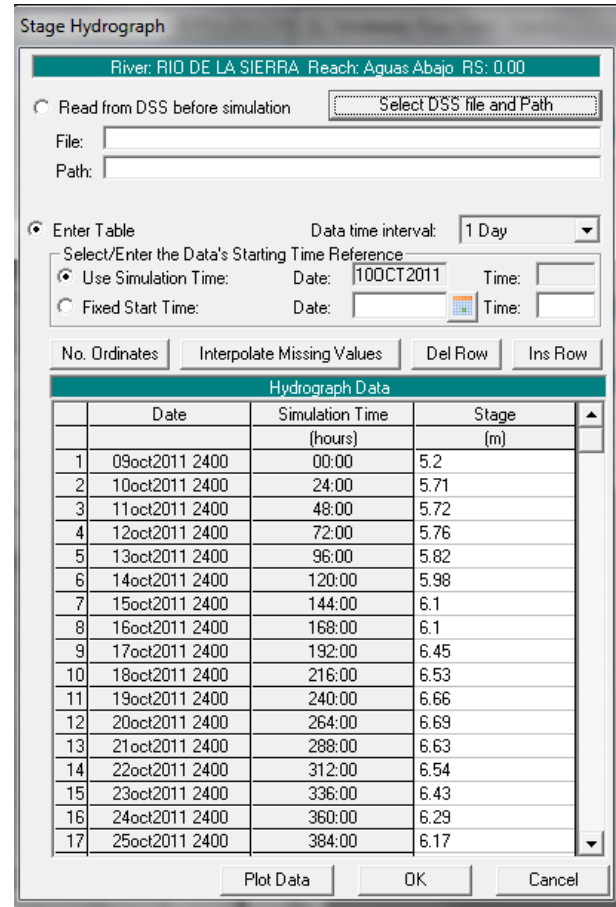 Stage Hydrograph
River: RIO DE LA SIERRA Reach: Aguas Abajo RS: 0.00
Read from DSS before simulation Select DSS file and Path
File:
Path:
Enter Table Data time interval: 1 Day
Select/Enter the Data's Starting Time Reference
Use Simulation Time: Date: 10OCT2011 Time:
Fixed Start Time: Date: Time:
No. Ordinates Interpolate Missing Values Del Row Ins Row
Hydrograph Data
Date Simulation Time Stage
(hours) (m)
1 09oct2011 2400 00:00 5.2
2 10oct2011 2400 24:00 5.71
3 11oct2011 2400 48:00 5.72
4 12oct2011 2400 72:00 5.76
5 13oct2011 2400 96:00 5.82
6 14oct2011 2400 120:00 5.98
7 15oct2011 2400 144:00 6.1
8 16oct2011 2400 168:00 6.1
9 17oct2011 2400 192:00 6.45
10 18oct2011 2400 216:00 6.53
11 19oct2011 2400 240:00 6.66
12 20oct2011 2400 264:00 6.69
13 21oct2011 2400 288:00 6.63
14 22oct2011 2400 312:00 6.54
15 23oct2011 2400 336:00 6.43
16 24oct2011 2400 360:00 6.29
17 25oct2011 2400 384:00 6.17
Plot Data OK Cancel